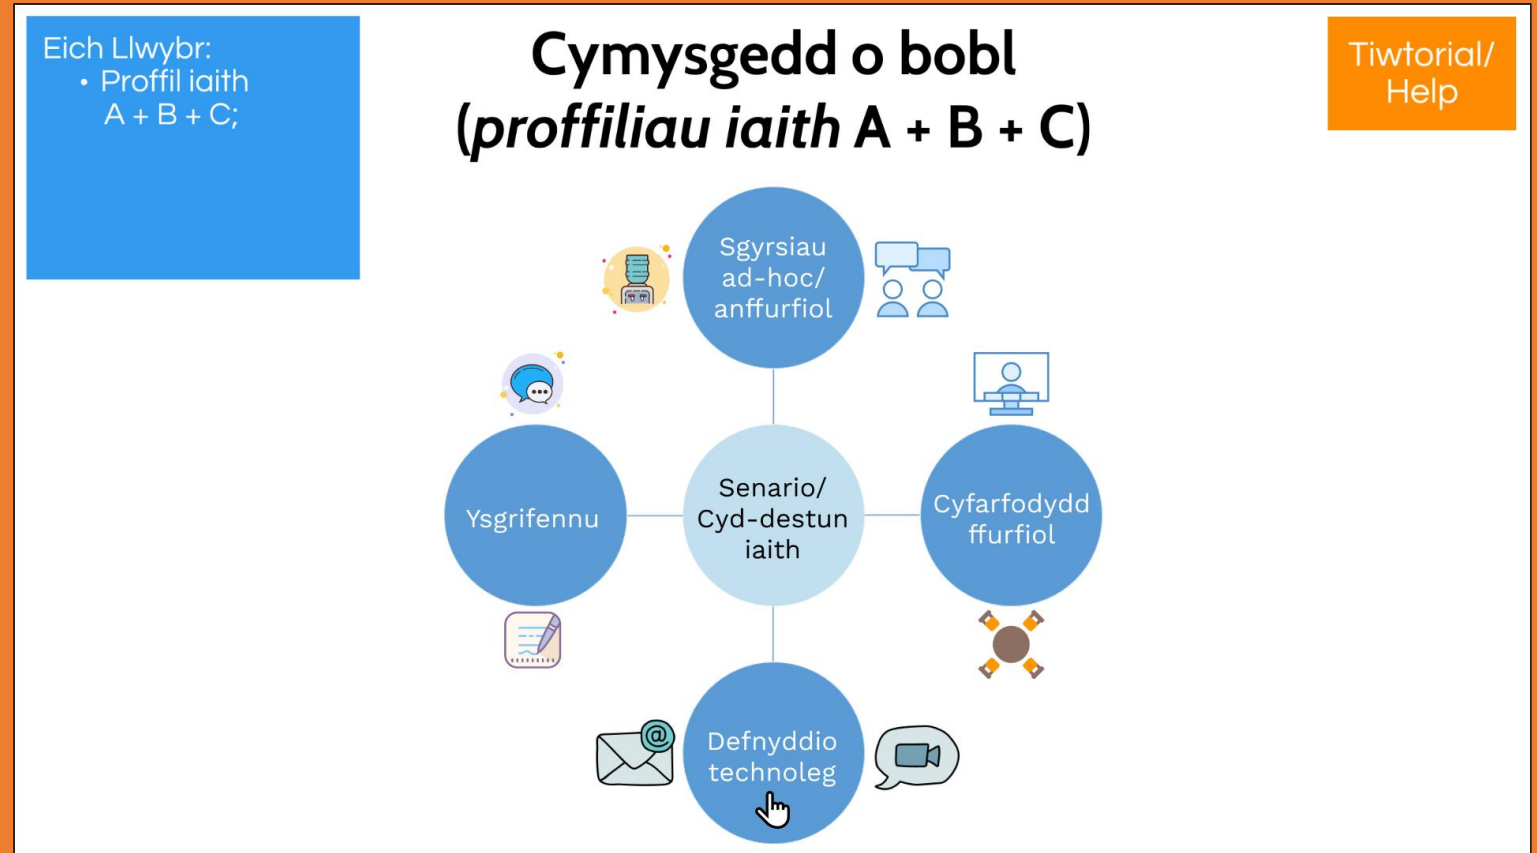 Eich Llwybr:
• Proffil iaith
A + B + C;
Cymysgedd o bobl
(proffiliau iaith A + B + C)
Tiwtorial/
Help
Sgyrsiau
ad-hoc/
anffurfiol
Ysgrifennu
Senario/
Cyd-destun
iaith
Cyfarfodydd
ffurfiol
Defnyddio
technoleg
@